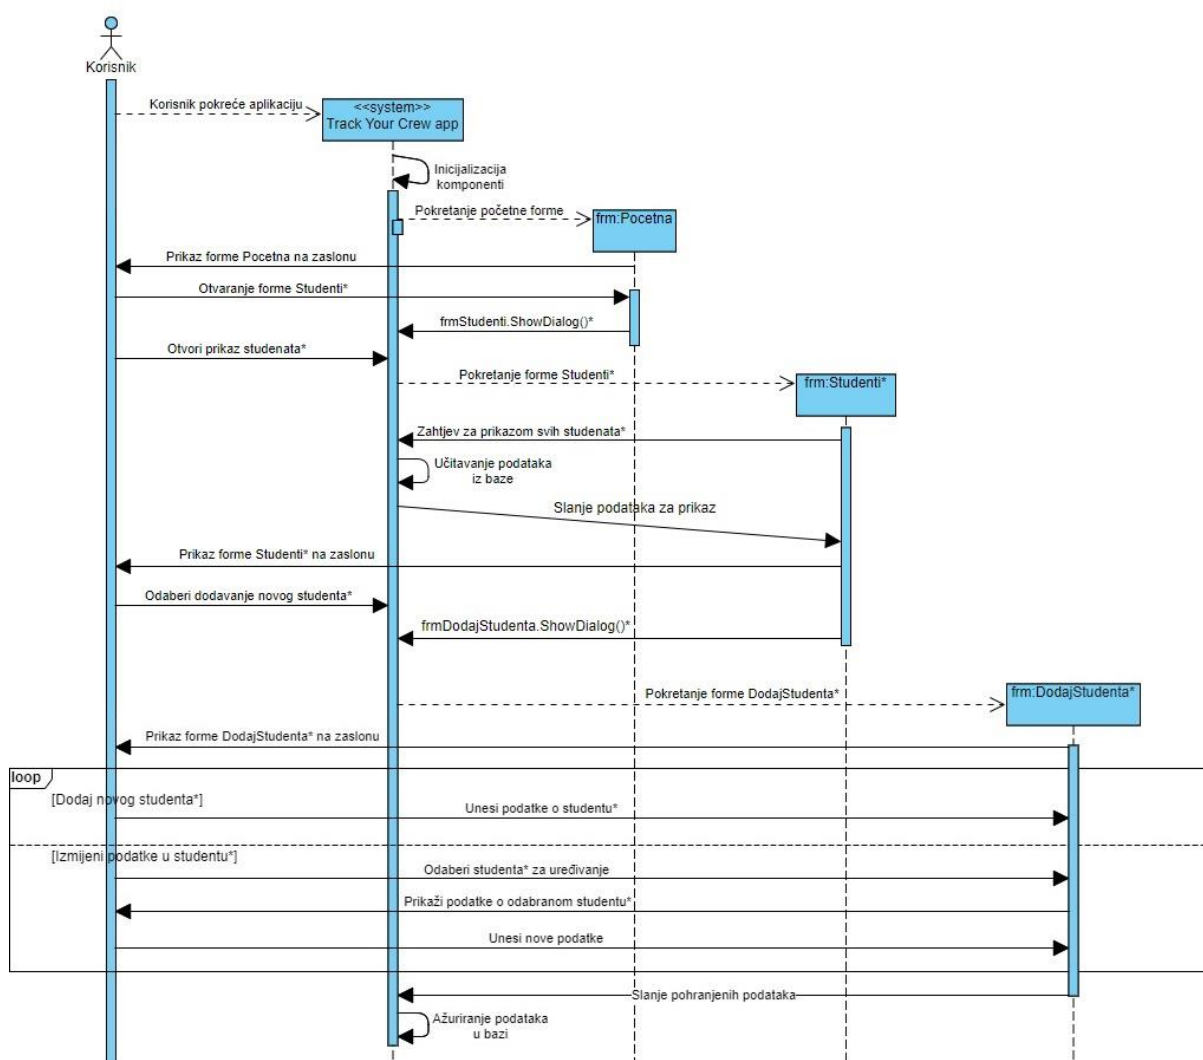 Korisnik
Korisnik pokreće aplikaciju
<<system>>
Track Your Crew app
Inicijalizacija
komponenti
Pokretanje početne forme
frm:Pocetna
Prikaz forme Pocetna na zaslonu
Otvaranje forme Studenti*
frmStudenti.ShowDialog()*
Otvori prikaz studenata*
Pokretanje forme Studenti*
frm:Studenti*
Zahtjev za prikazom svih studenata*
Učitavanje podataka
iz baze
Slanje podataka za prikaz
Prikaz forme Studenti* na zaslonu
Odaberi dodavanje novog studenta*
frmDodajStudenta.ShowDialog()*
Pokretanje forme DodajStudenta*
frm:DodajStudenta*
Prikaz forme DodajStudenta* na zaslonu
loop
[Dodaj novog studenta*]
Unesi podatke o studentu*
[Izmijeni podatke u studentu*]
Odaberi studenta* za uređivanje
Prikaži podatke o odabranom studentu*
Unesi nove podatke
Slanje pohranjenih podataka
Ažuriranje podataka
u bazi